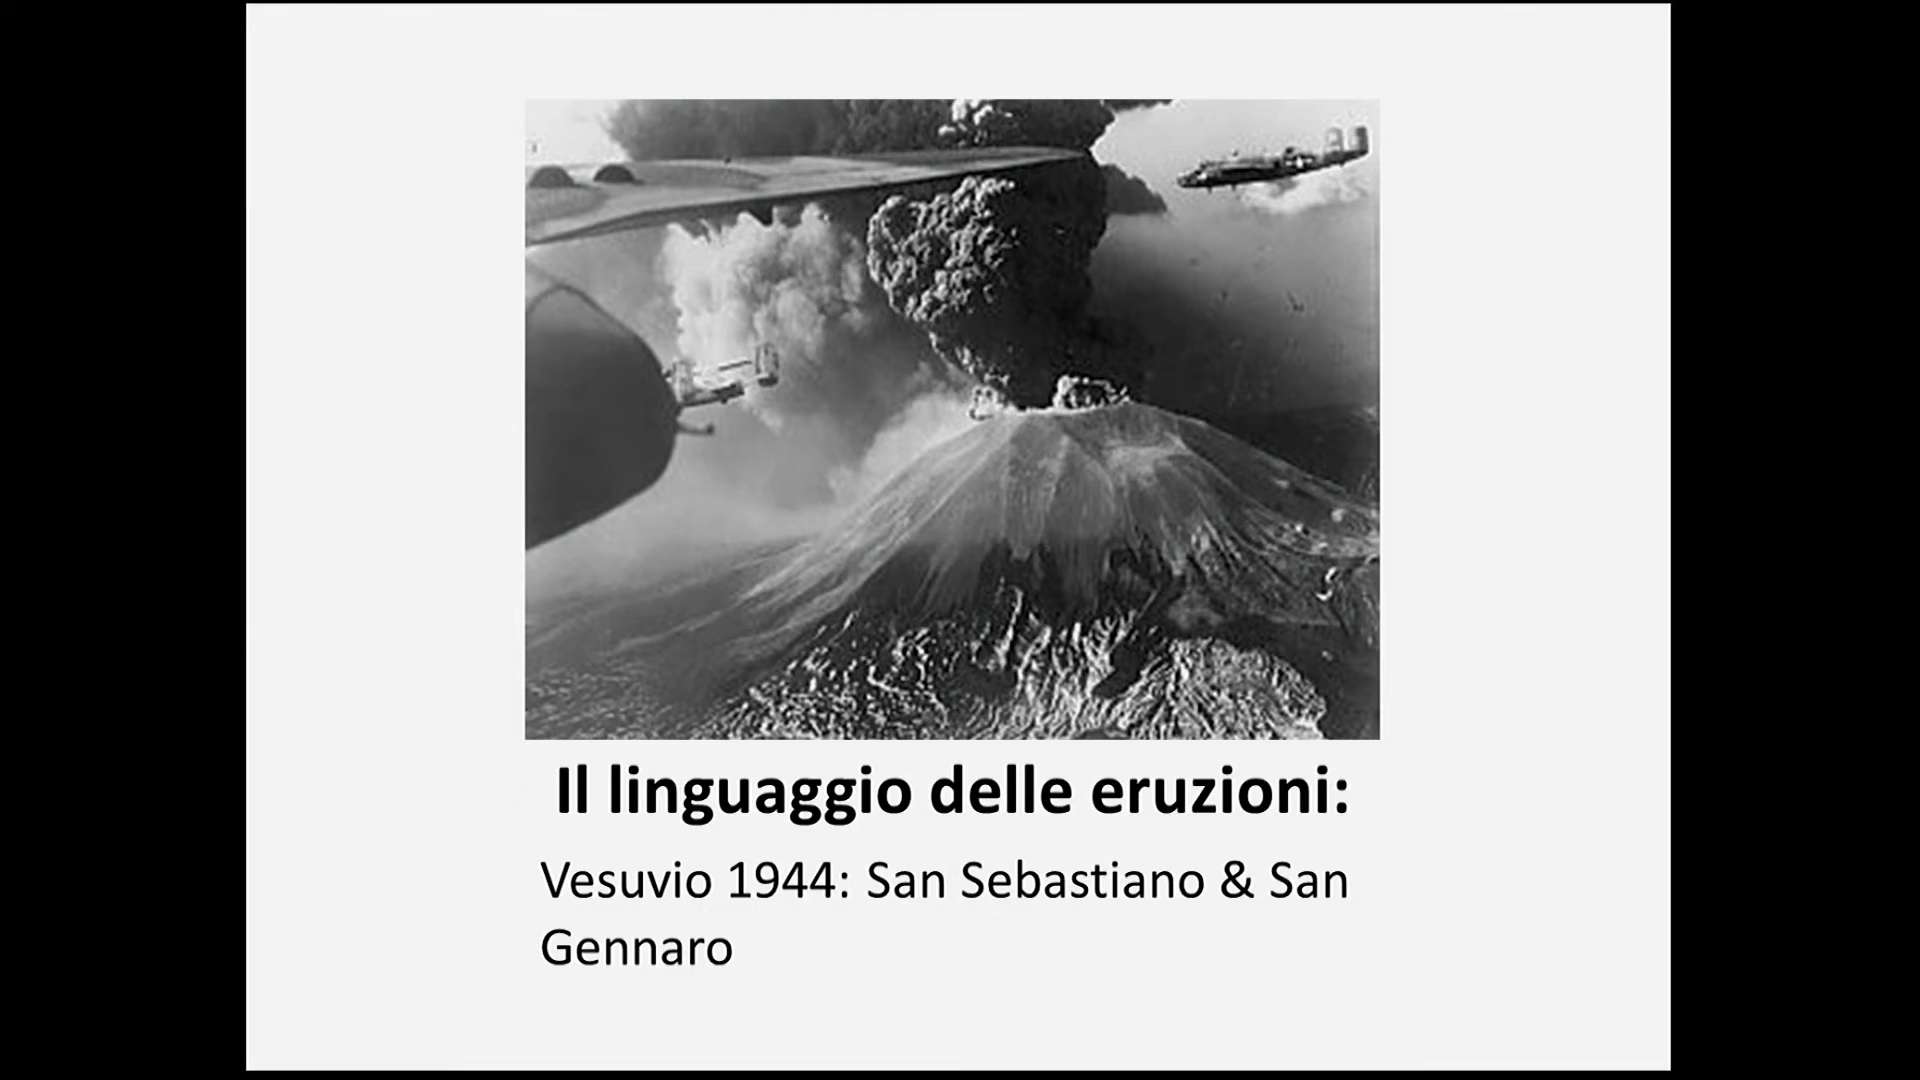 Il linguaggio delle eruzioni:
Vesuvio 1944: San Sebastiano & San
Gennaro